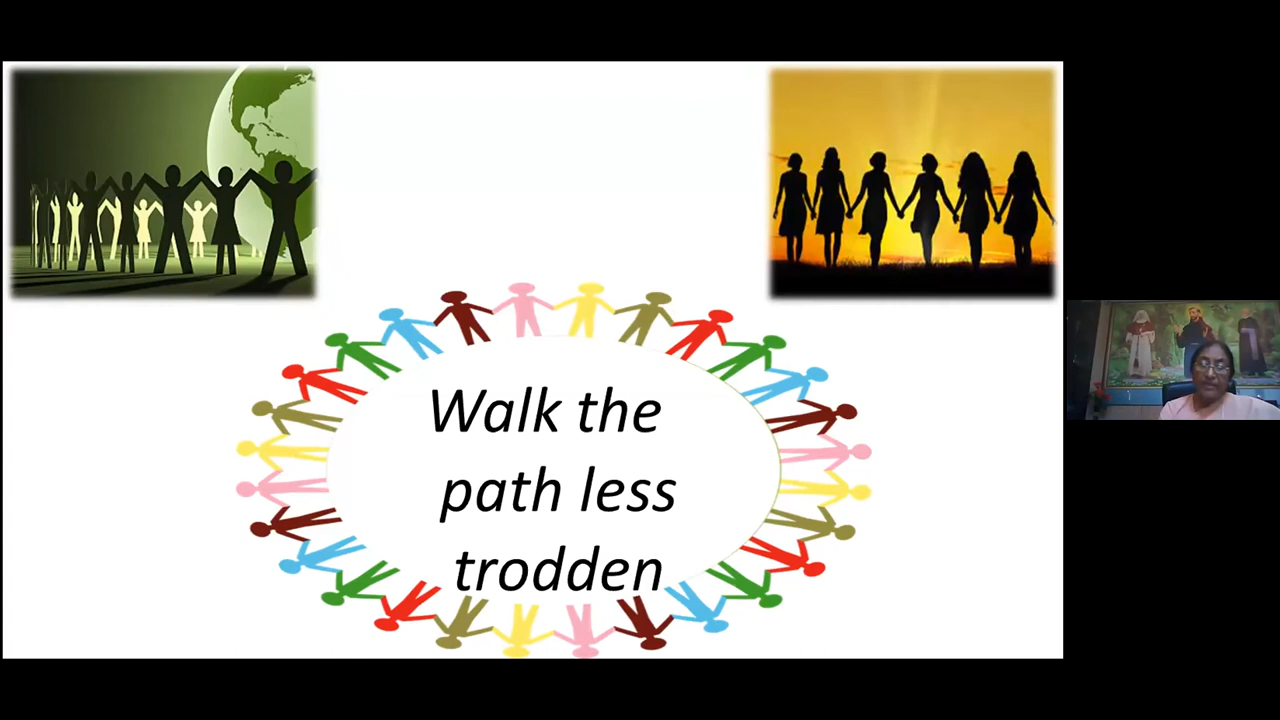 Walk the
path less
trodden